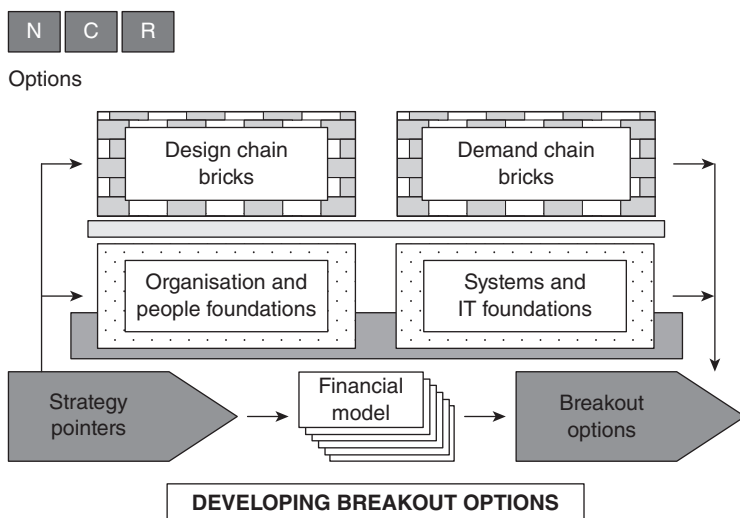 N C R
Options
Design chain
bricks
Demand chain
bricks
Organisation and
people foundations
Systems and
IT foundations
Strategy
pointers
Financial
model
Breakout
options
DEVELOPING BREAKOUT OPTIONS